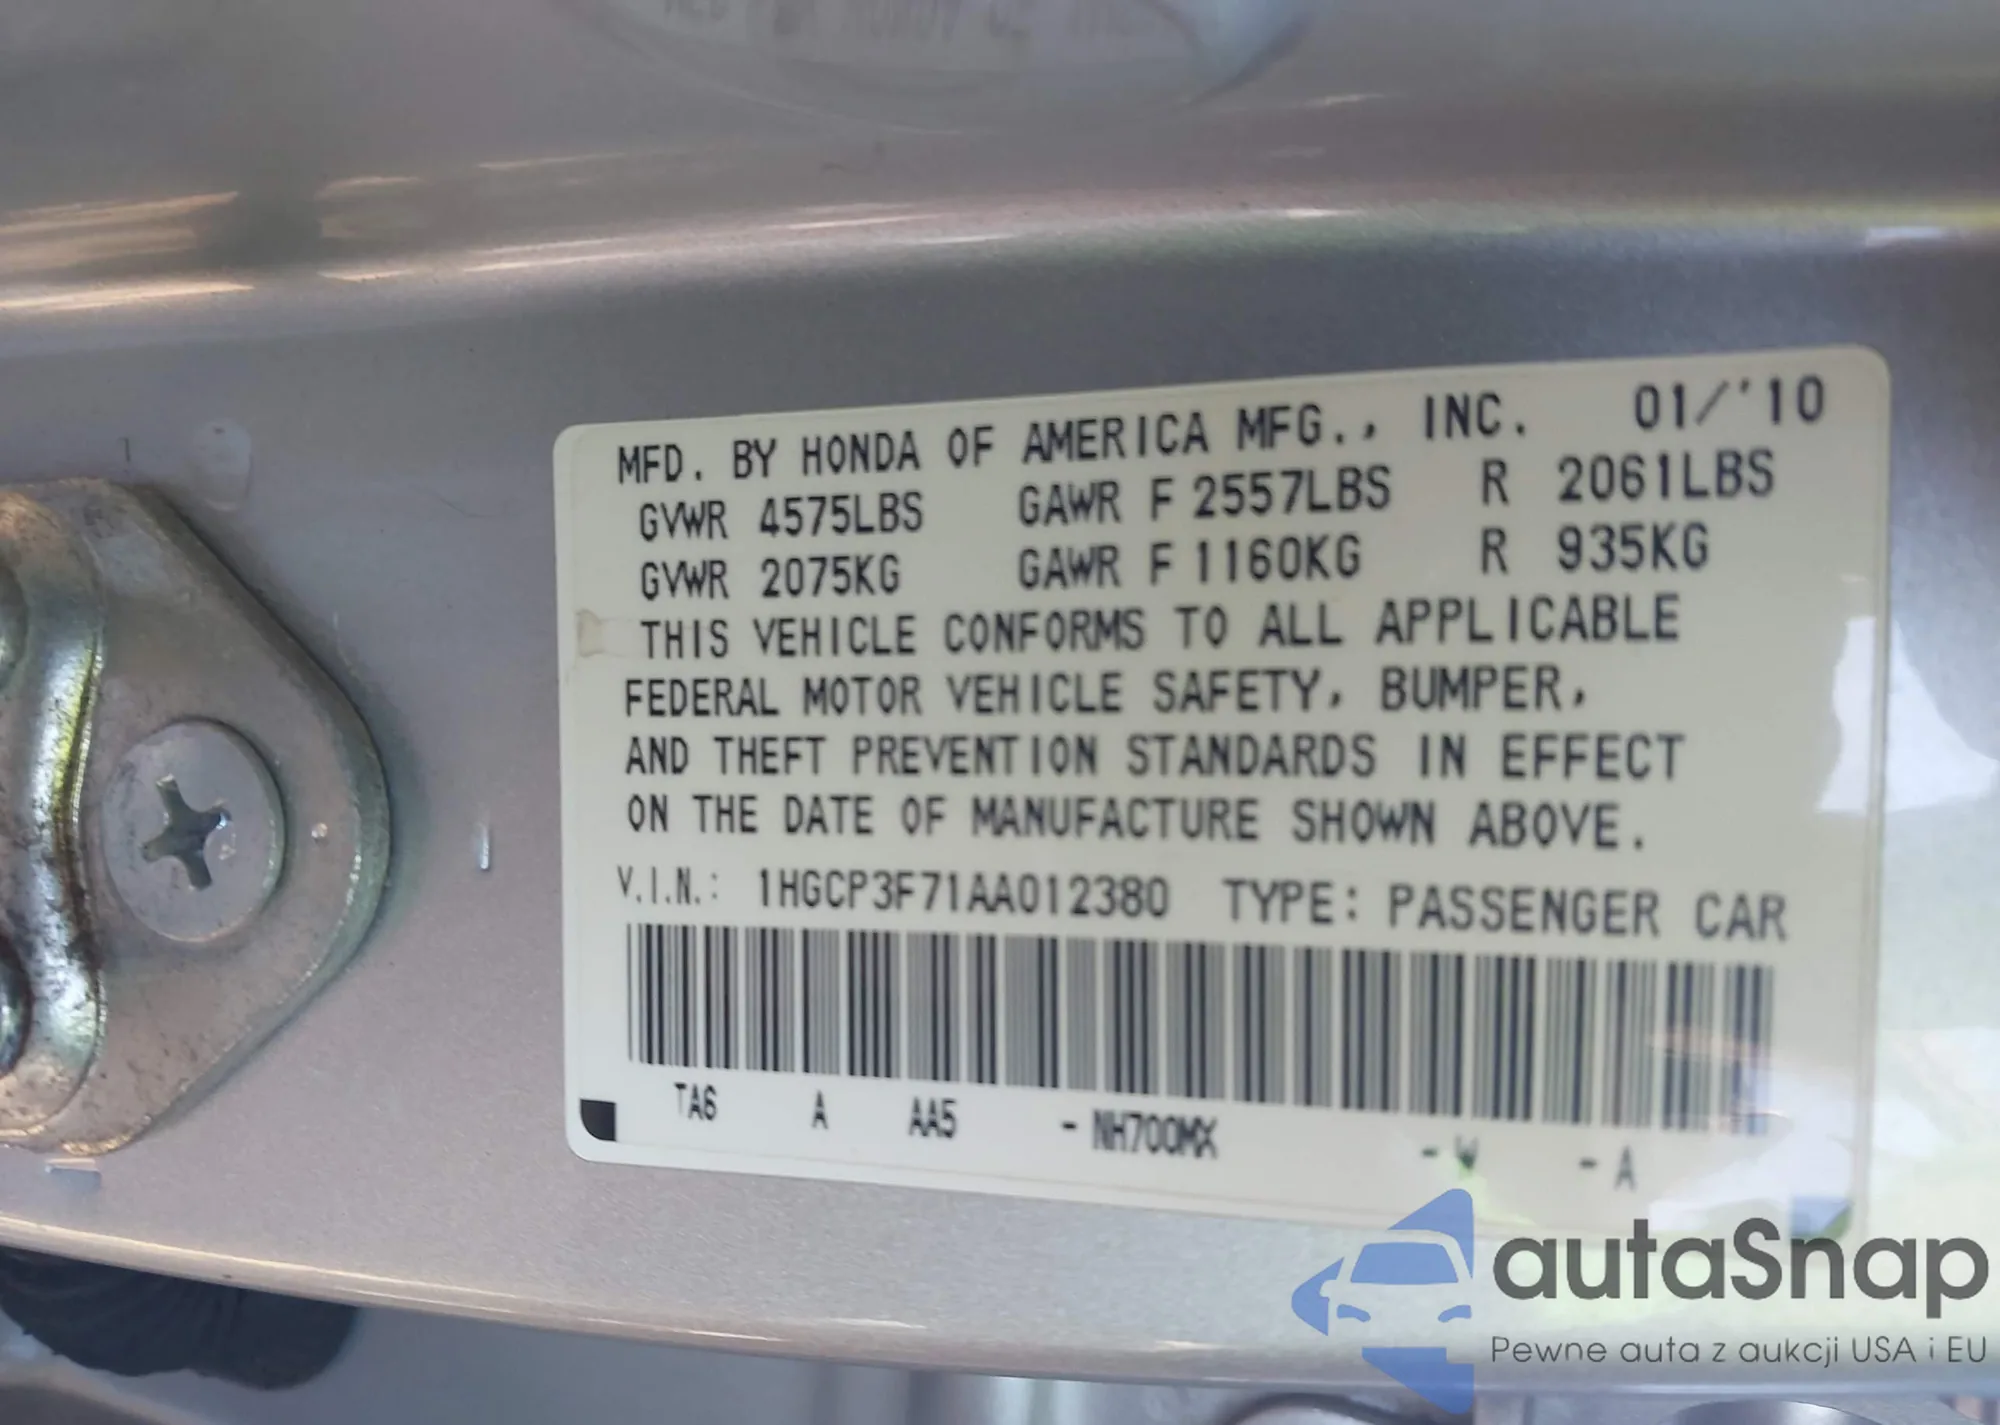 MFD. BY HONDA OF AMERICA MFG., INC. 01/'10
GVWR 4575LBS GAWR F 2557LBS R 2061LBS
GVWR 2075KG GAWR F 1160KG R 935KG
THIS VEHICLE CONFORMS TO ALL APPLICABLE
FEDERAL MOTOR VEHICLE SAFETY, BUMPER,
AND THEFT PREVENTION STANDARDS IN EFFECT
ON THE DATE OF MANUFACTURE SHOWN ABOVE.
V.I.N.: 1HGCP3F71AA012380 TYPE: PASSENGER CAR
TA6 A AA5 -NH700MX -W -A
autaSnap
Pewne auta z aukcji USA i EU